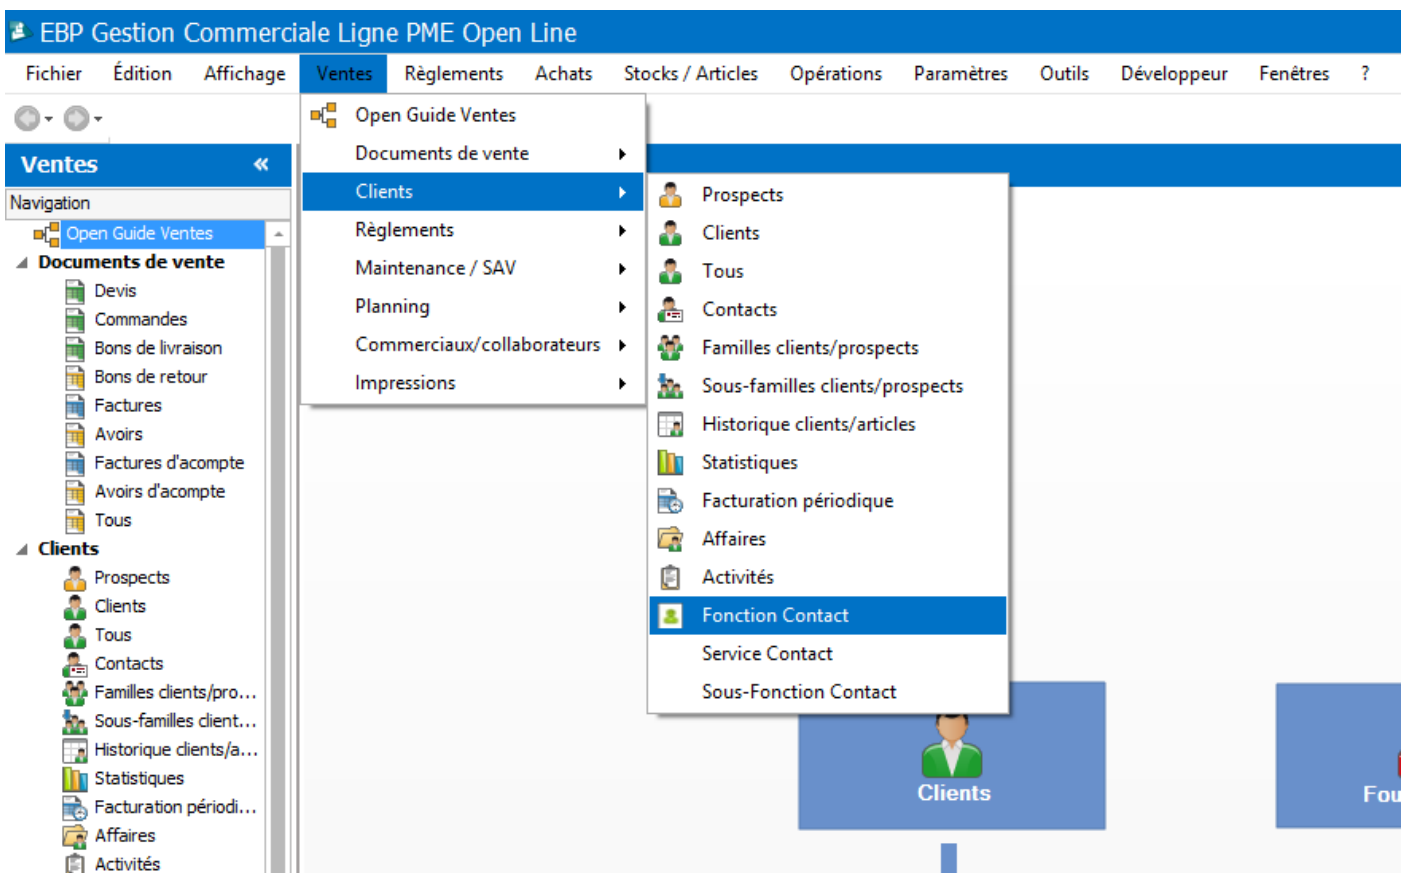 EBP Gestion Commerciale Ligne PME Open Line
Fichier Édition Affichage Ventes Règlements Achats Stocks / Articles Opérations Paramètres Outils Développeur Fenêtres ?
Ventes «
Navigation
Open Guide Ventes
Documents de vente
Devis
Commandes
Bons de livraison
Bons de retour
Factures
Avoirs
Factures d'acompte
Avoirs d'acompte
Tous
Clients
Prospects
Clients
Tous
Contacts
Familles clients/pro...
Sous-familles client...
Historique clients/a...
Statistiques
Facturation périodi...
Affaires
Activités
Open Guide Ventes
Documents de vente
Clients
Règlements
Maintenance / SAV
Planning
Commerciaux/collaborateurs
Impressions
Prospects
Clients
Tous
Contacts
Familles clients/prospects
Sous-familles clients/prospects
Historique clients/articles
Statistiques
Facturation périodique
Affaires
Activités
Fonction Contact
Service Contact
Sous-Fonction Contact
Clients
Fou